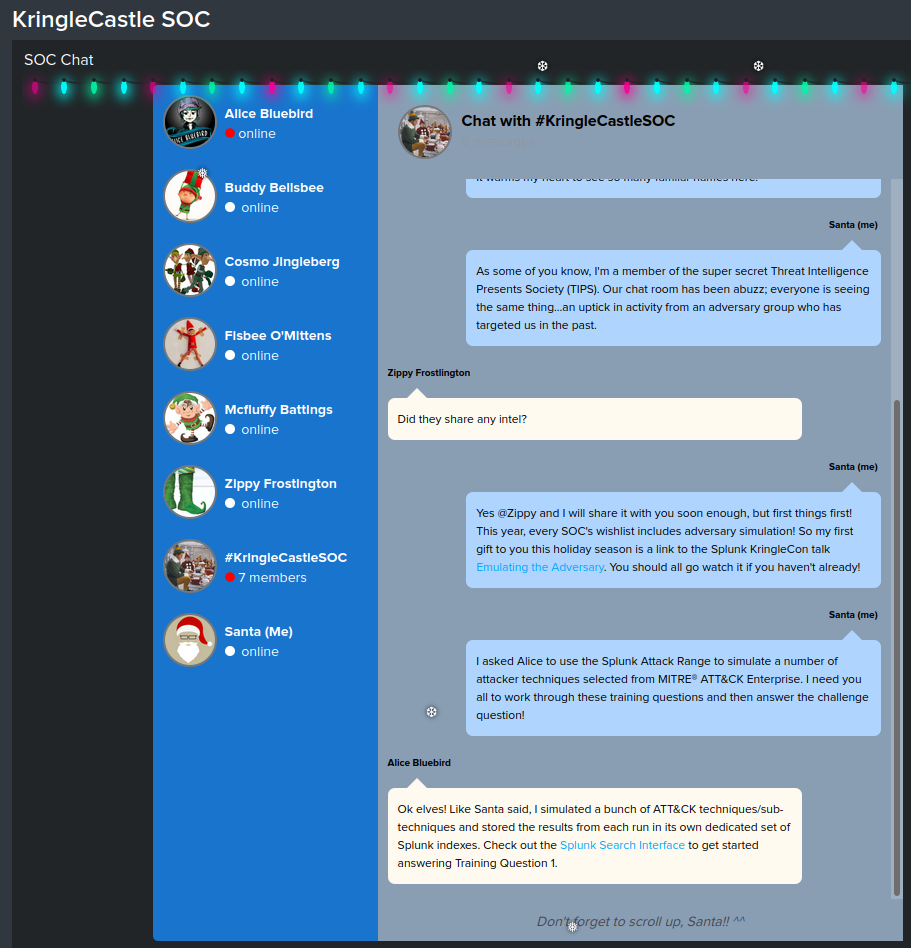 KringleCastle SOC
SOC Chat
Alice Bluebird
online
Buddy Bellsbee
online
Cosmo Jingleberg
online
Fisbee O'Mittens
online
Mcfluffy Battings
online
Zippy Frostington
online
#KringleCastleSOC
7 members
Santa (Me)
online
Chat with #KringleCastleSOC
It warms my heart to see so many familiar names here.
Santa (me)
As some of you know, I'm a member of the super secret Threat Intelligence
Presents Society (TIPS). Our chat room has been abuzz; everyone is seeing
the same thing...an uptick in activity from an adversary group who has
targeted us in the past.
Zippy Frostlington
Did they share any intel?
Santa (me)
Yes @Zippy and I will share it with you soon enough, but first things first!
This year, every SOC's wishlist includes adversary simulation! So my first
gift to you this holiday season is a link to the Splunk KringleCon talk
Emulating the Adversary. You should all go watch it if you haven't already!
Santa (me)
I asked Alice to use the Splunk Attack Range to simulate a number of
attacker techniques selected from MITRE® ATT&CK Enterprise. I need you
all to work through these training questions and then answer the challenge
question!
Alice Bluebird
Ok elves! Like Santa said, I simulated a bunch of ATT&CK techniques/sub-
techniques and stored the results from each run in its own dedicated set of
Splunk indexes. Check out the Splunk Search Interface to get started
answering Training Question 1.
Don't forget to scroll up, Santa!! ^^